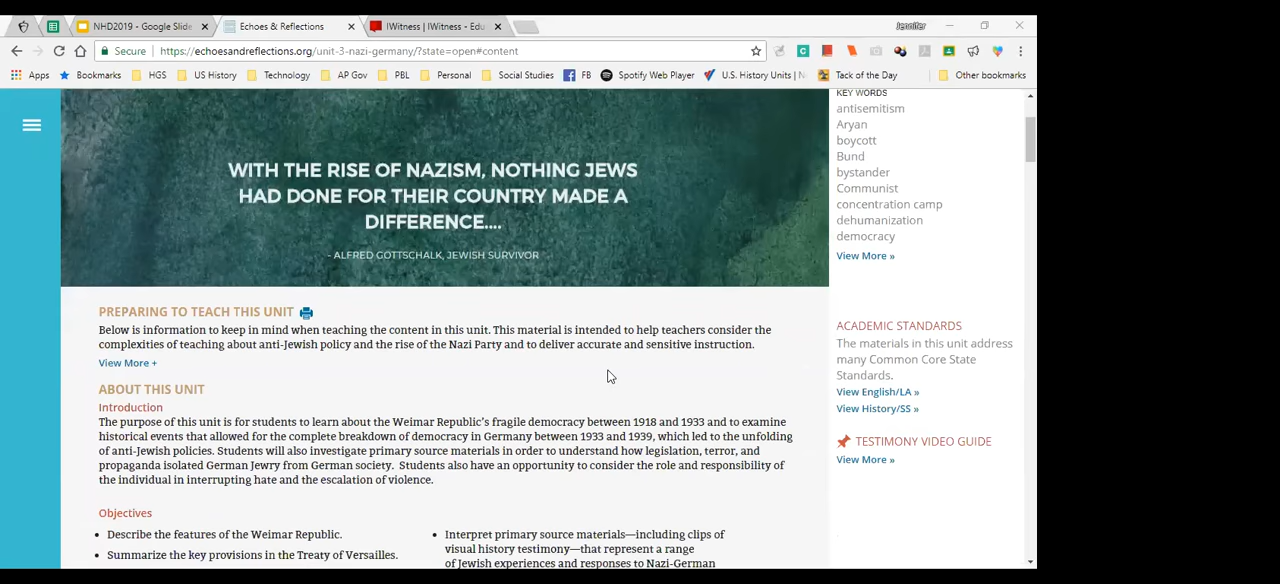 NHD2019 - Google Slide
Echoes & Reflections
IWitness | IWitness - Edu
Jennifer
Secure
https://echoesandreflections.org/unit-3-nazi-germany/?state=open#content
Apps
Bookmarks
HGS
US History
Technology
AP Gov
PBL
Personal
Social Studies
FB
Spotify Web Player
U.S. History Units | N
Tack of the Day
Other bookmarks
WITH THE RISE OF NAZISM, NOTHING JEWS
HAD DONE FOR THEIR COUNTRY MADE A
DIFFERENCE....
- ALFRED GOTTSCHALK, JEWISH SURVIVOR
PREPARING TO TEACH THIS UNIT
Below is information to keep in mind when teaching the content in this unit. This material is intended to help teachers consider the
complexities of teaching about anti-Jewish policy and the rise of the Nazi Party and to deliver accurate and sensitive instruction.
View More +
ABOUT THIS UNIT
Introduction
The purpose of this unit is for students to learn about the Weimar Republic's fragile democracy between 1918 and 1933 and to examine
historical events that allowed for the complete breakdown of democracy in Germany between 1933 and 1939, which led to the unfolding
of anti-Jewish policies. Students will also investigate primary source materials in order to understand how legislation, terror, and
propaganda isolated German Jewry from German society. Students also have an opportunity to consider the role and responsibility of
the individual in interrupting hate and the escalation of violence.
Objectives
• Describe the features of the Weimar Republic.
• Summarize the key provisions in the Treaty of Versailles.
• Interpret primary source materials—including clips of
visual history testimony—that represent a range
of Jewish experiences and responses to Nazi-German
KEY WORDS
antisemitism
Aryan
boycott
Bund
bystander
Communist
concentration camp
dehumanization
democracy
View More »
ACADEMIC STANDARDS
The materials in this unit address
many Common Core State
Standards.
View English/LA »
View History/SS »
TESTIMONY VIDEO GUIDE
View More »